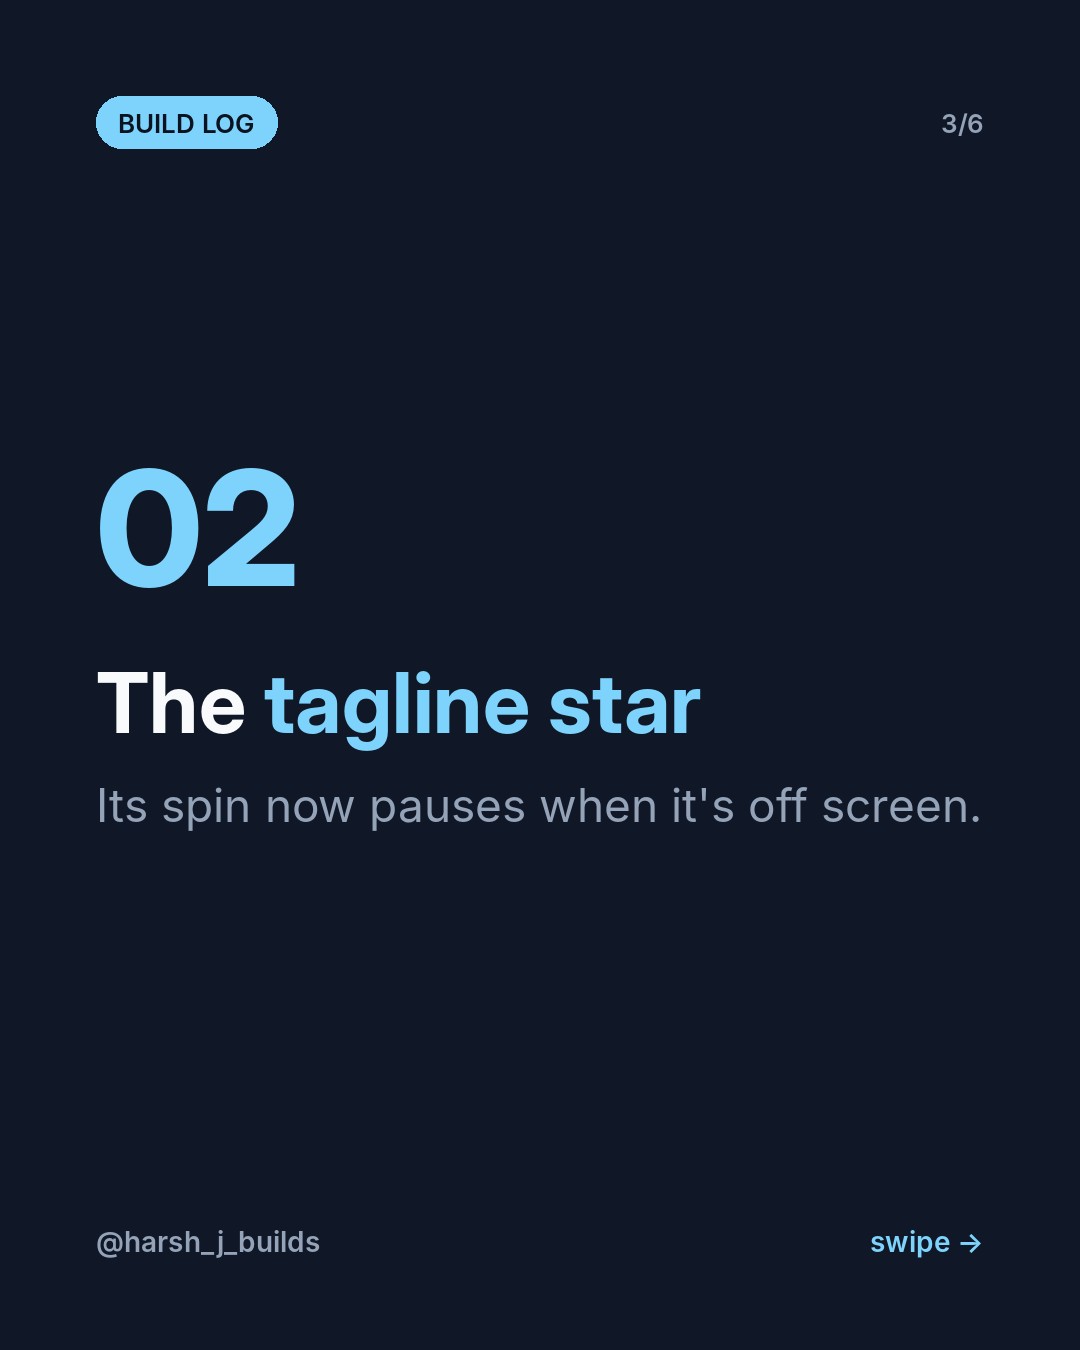 BUILD LOG
3/6
02
The tagline star
Its spin now pauses when it's off screen.
@harsh_j_builds
swipe →